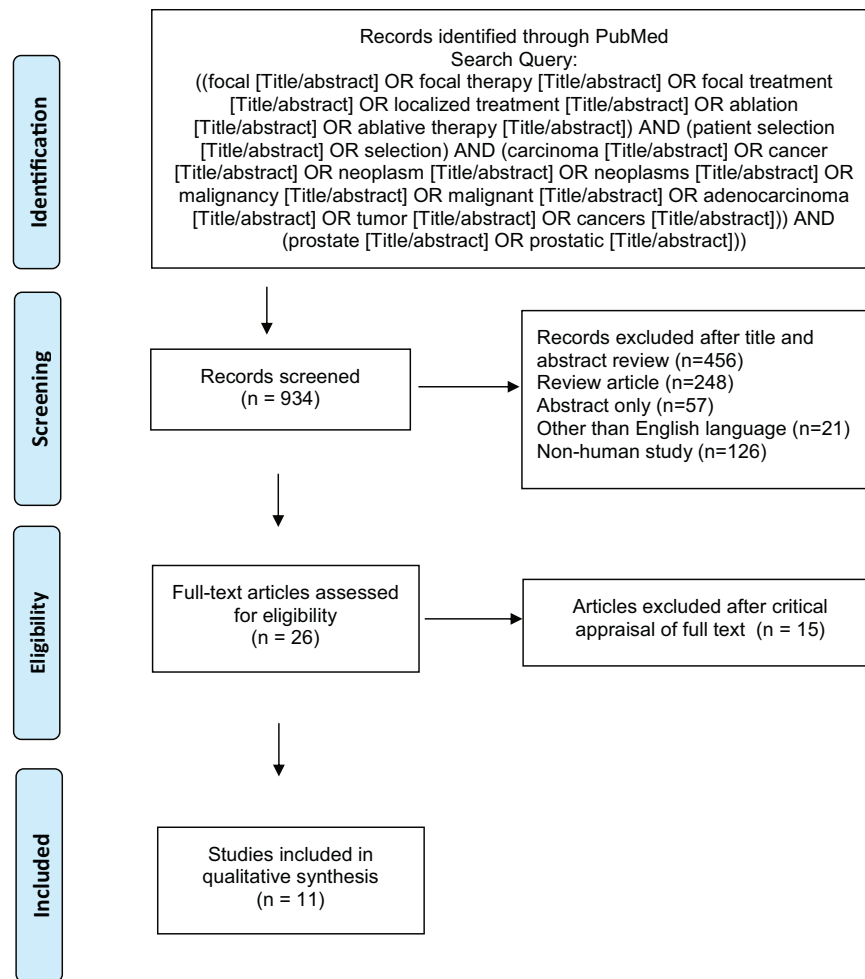 Identification
Records identified through PubMed
Search Query:
((focal [Title/abstract] OR focal therapy [Title/abstract] OR focal treatment
[Title/abstract] OR localized treatment [Title/abstract] OR ablation
[Title/abstract] OR ablative therapy [Title/abstract]) AND (patient selection
[Title/abstract] OR selection) AND (carcinoma [Title/abstract] OR cancer
[Title/abstract] OR neoplasm [Title/abstract] OR neoplasms [Title/abstract] OR
malignancy [Title/abstract] OR malignant [Title/abstract] OR adenocarcinoma
[Title/abstract] OR tumor [Title/abstract] OR cancers [Title/abstract])) AND
(prostate [Title/abstract] OR prostatic [Title/abstract]))
Screening
Records screened
(n = 934)
Records excluded after title and
abstract review (n=456)
Review article (n=248)
Abstract only (n=57)
Other than English language (n=21)
Non-human study (n=126)
Eligibility
Full-text articles assessed
for eligibility
(n = 26)
Articles excluded after critical
appraisal of full text (n = 15)
Included
Studies included in
qualitative synthesis
(n = 11)